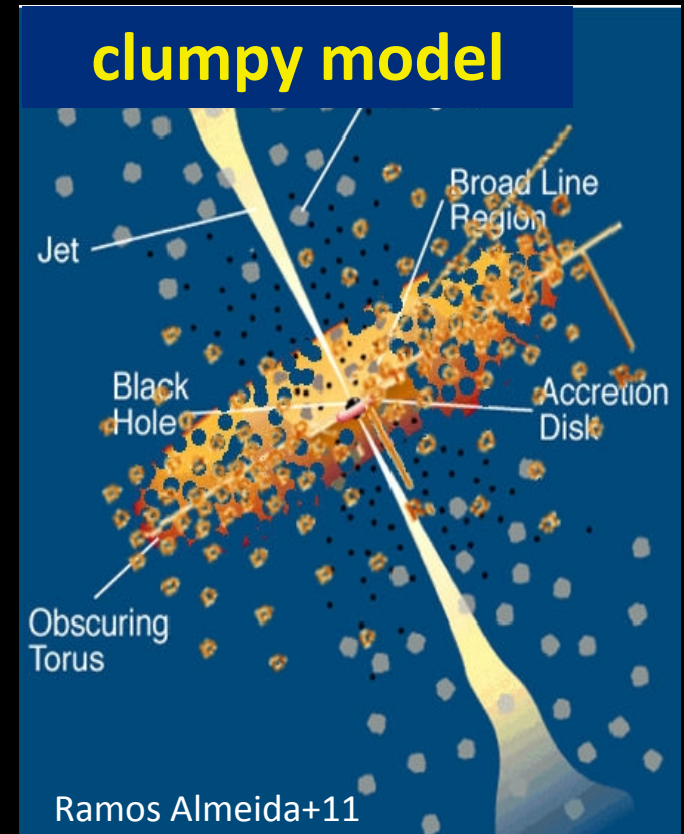 clumpy model
Broad Line
Region
Jet
Black
Hole
Accretion
Disk
Obscuring
Torus
Ramos Almeida+11